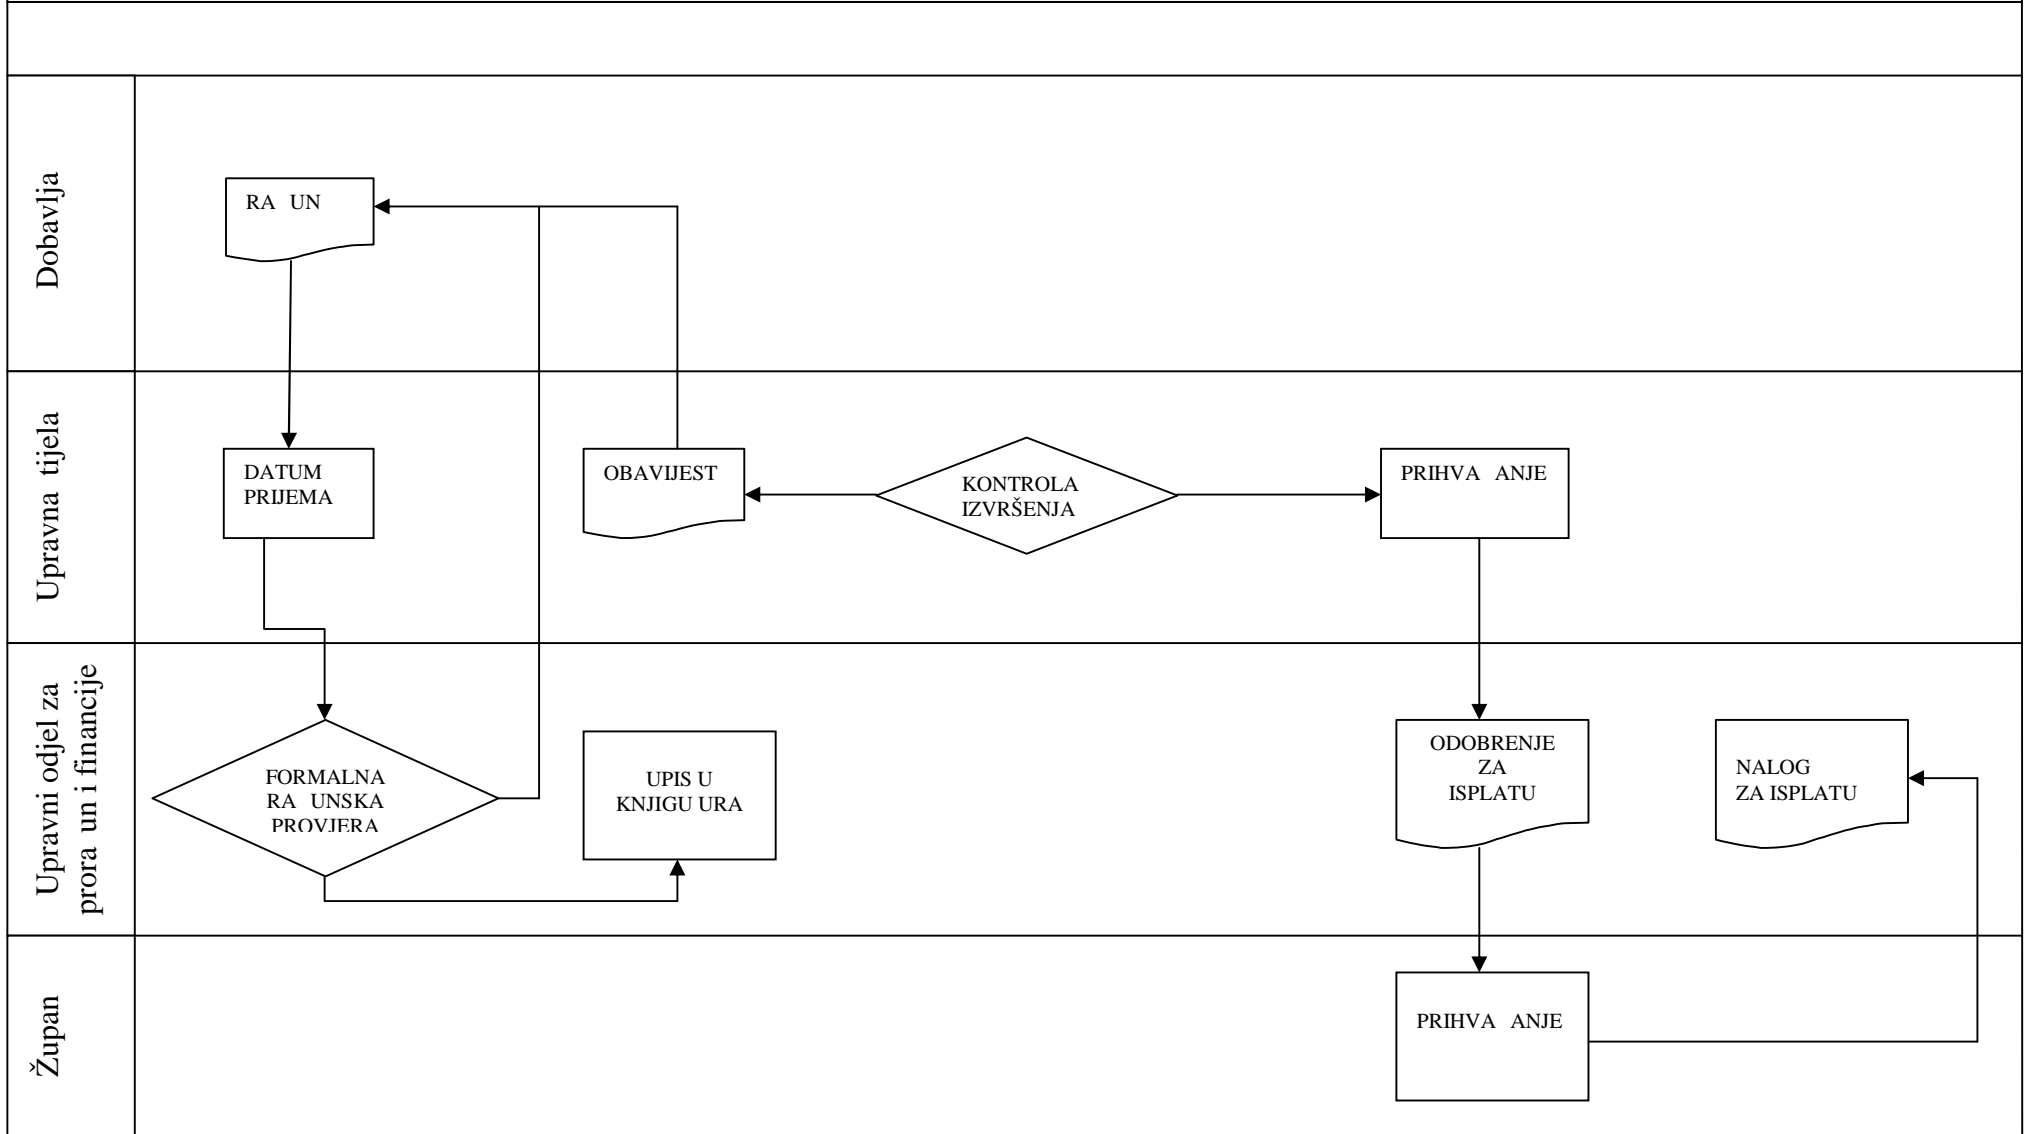 Dobavlja
RA UN
Upravna tijela
DATUM
PRIJEMA
OBAVIJEST
KONTROLA
IZVRŠENJA
PRIHVA ANJE
Upravni odjel za
prora un i financije
FORMALNA
RA UNSKA
PROVJERA
UPIS U
KNJIGU URA
ODOBRENJE
ZA
ISPLATU
NALOG
ZA ISPLATU
Župan
PRIHVA ANJE